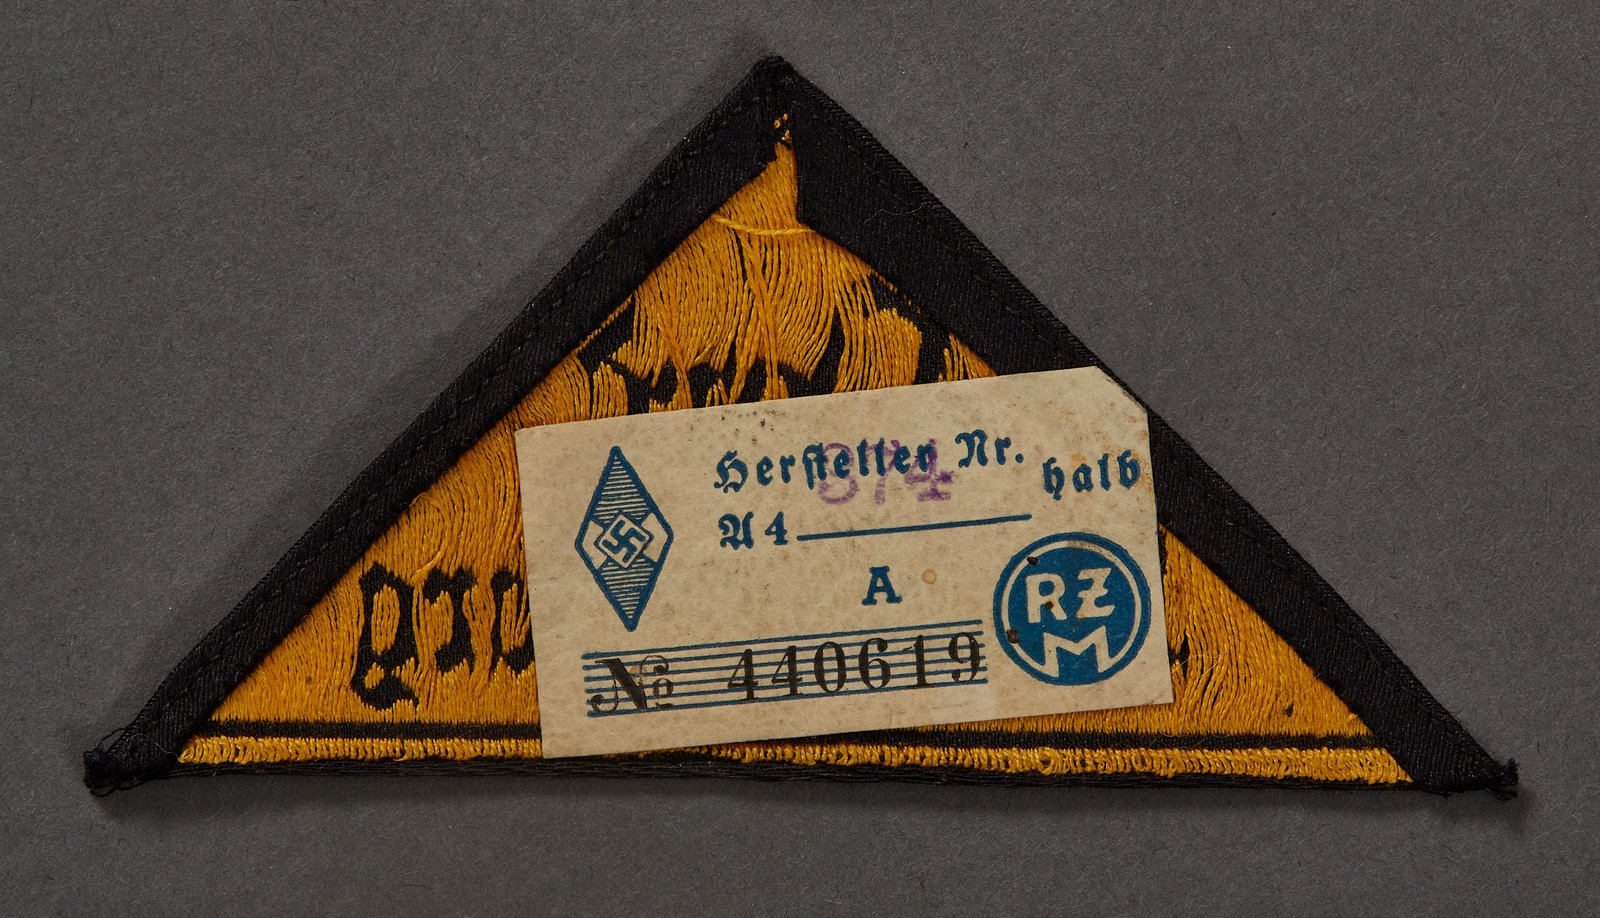 Hersteller Nr.
halb
A 4
A
RZM
№ 440619